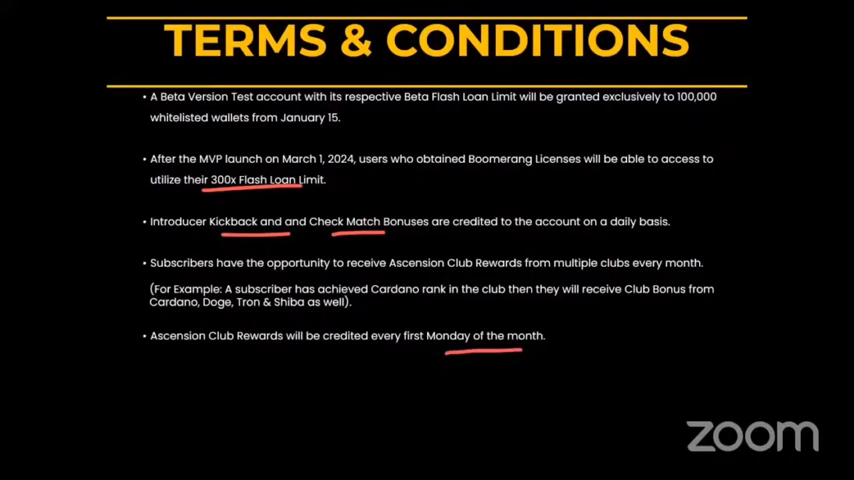 TERMS & CONDITIONS
• A Beta Version Test account with its respective Beta Flash Loan Limit will be granted exclusively to 100,000
whitelisted wallets from January 15.
• After the MVP launch on March 1, 2024, users who obtained Boomerang Licenses will be able to access to
utilize their 300x Flash Loan Limit.
• Introducer Kickback and and Check Match Bonuses are credited to the account on a daily basis.
• Subscribers have the opportunity to receive Ascension Club Rewards from multiple clubs every month.
(For Example: A subscriber has achieved Cardano rank in the club then they will receive Club Bonus from
Cardano, Doge, Tron & Shiba as well).
• Ascension Club Rewards will be credited every first Monday of the month.
zoom